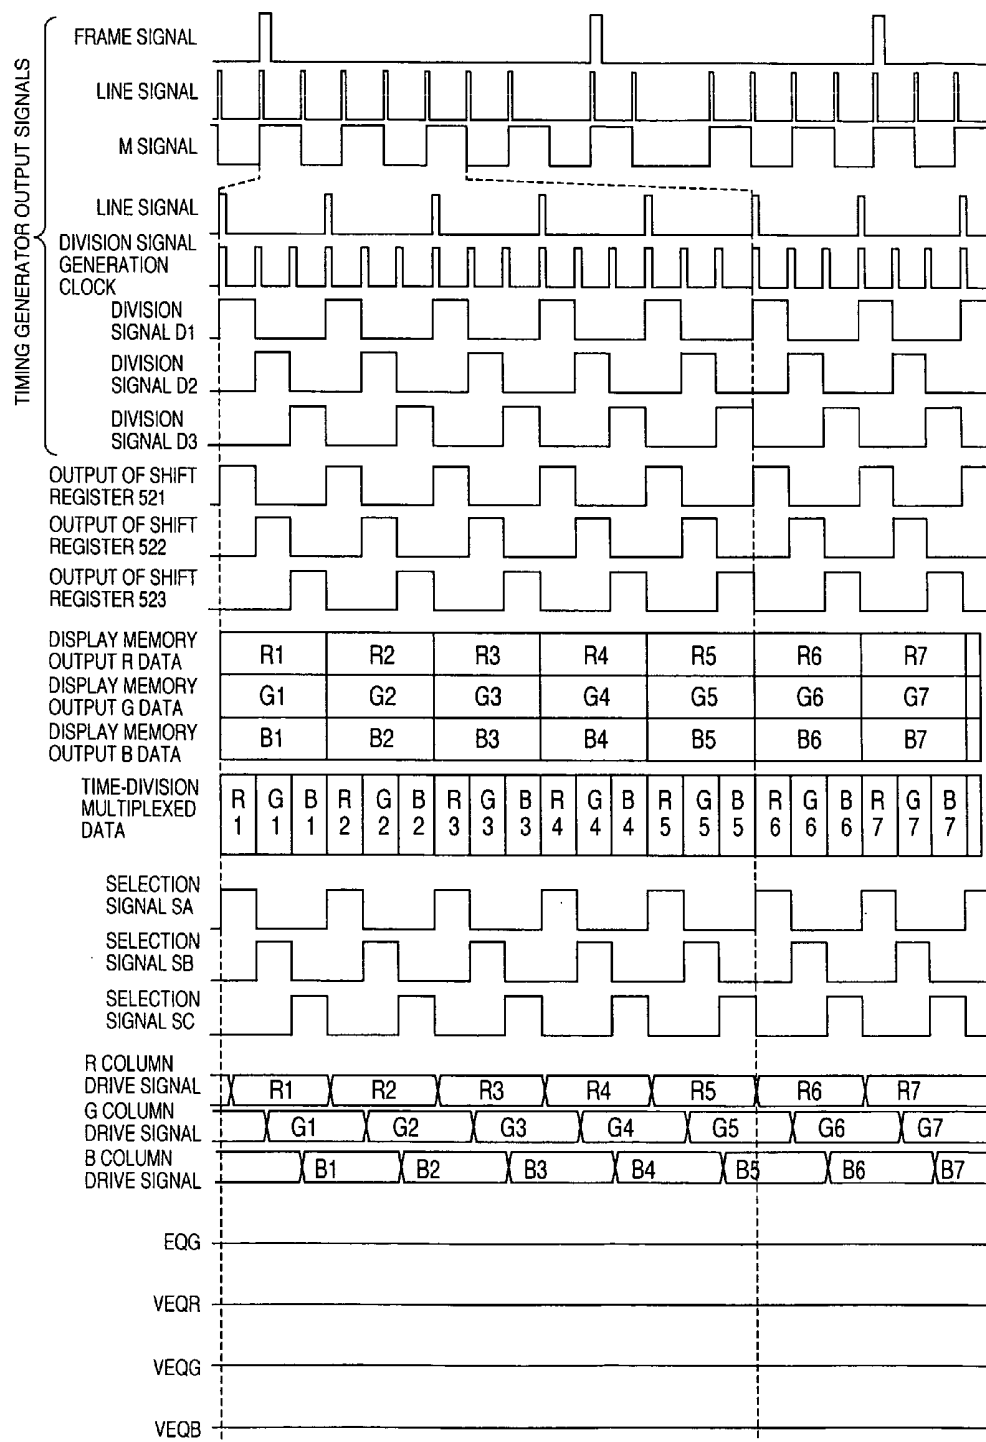 TIMING GENERATOR OUTPUT SIGNALS
FRAME SIGNAL
LINE SIGNAL
M SIGNAL
LINE SIGNAL
DIVISION SIGNAL
GENERATION
CLOCK
DIVISION
SIGNAL D1
DIVISION
SIGNAL D2
DIVISION
SIGNAL D3
OUTPUT OF SHIFT
REGISTER 521
OUTPUT OF SHIFT
REGISTER 522
OUTPUT OF SHIFT
REGISTER 523
DISPLAY MEMORY
OUTPUT R DATA
R1 R2 R3 R4 R5 R6 R7
DISPLAY MEMORY
OUTPUT G DATA
G1 G2 G3 G4 G5 G6 G7
DISPLAY MEMORY
OUTPUT B DATA
B1 B2 B3 B4 B5 B6 B7
TIME-DIVISION
MULTIPLEXED
DATA
R G B R G B R G B R G B R G B R G B R G B
1 1 1 2 2 2 3 3 3 4 4 4 5 5 5 6 6 6 7 7 7
SELECTION
SIGNAL SA
SELECTION
SIGNAL SB
SELECTION
SIGNAL SC
R COLUMN
DRIVE SIGNAL
R1 R2 R3 R4 R5 R6 R7
G COLUMN
DRIVE SIGNAL
G1 G2 G3 G4 G5 G6 G7
B COLUMN
DRIVE SIGNAL
B1 B2 B3 B4 B5 B6 B7
EQG
VEQR
VEQG
VEQB